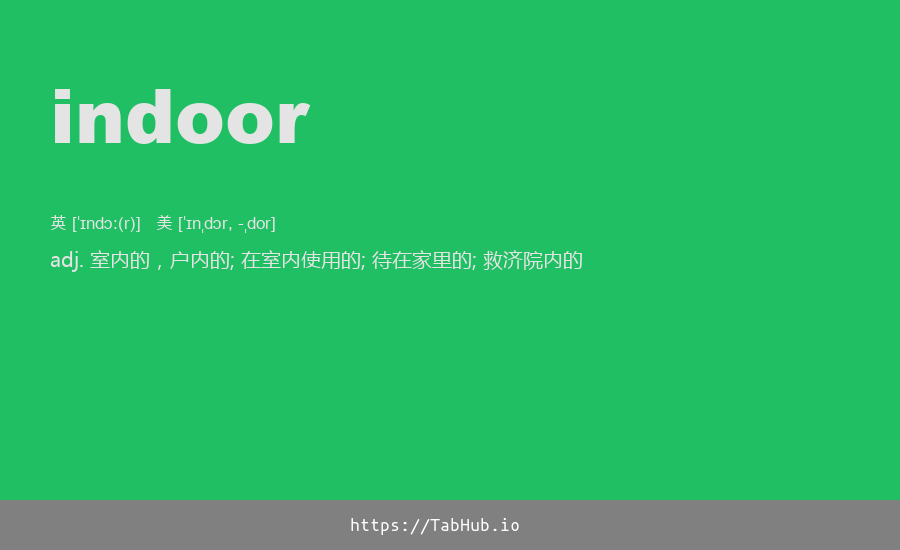 indoor
英 [ˈɪndɔː(r)] 美 [ˈɪnˌdɔr, -ˌdor]
adj. 室内的，户内的; 在室内使用的; 待在家里的; 救济院内的
https://TabHub.io